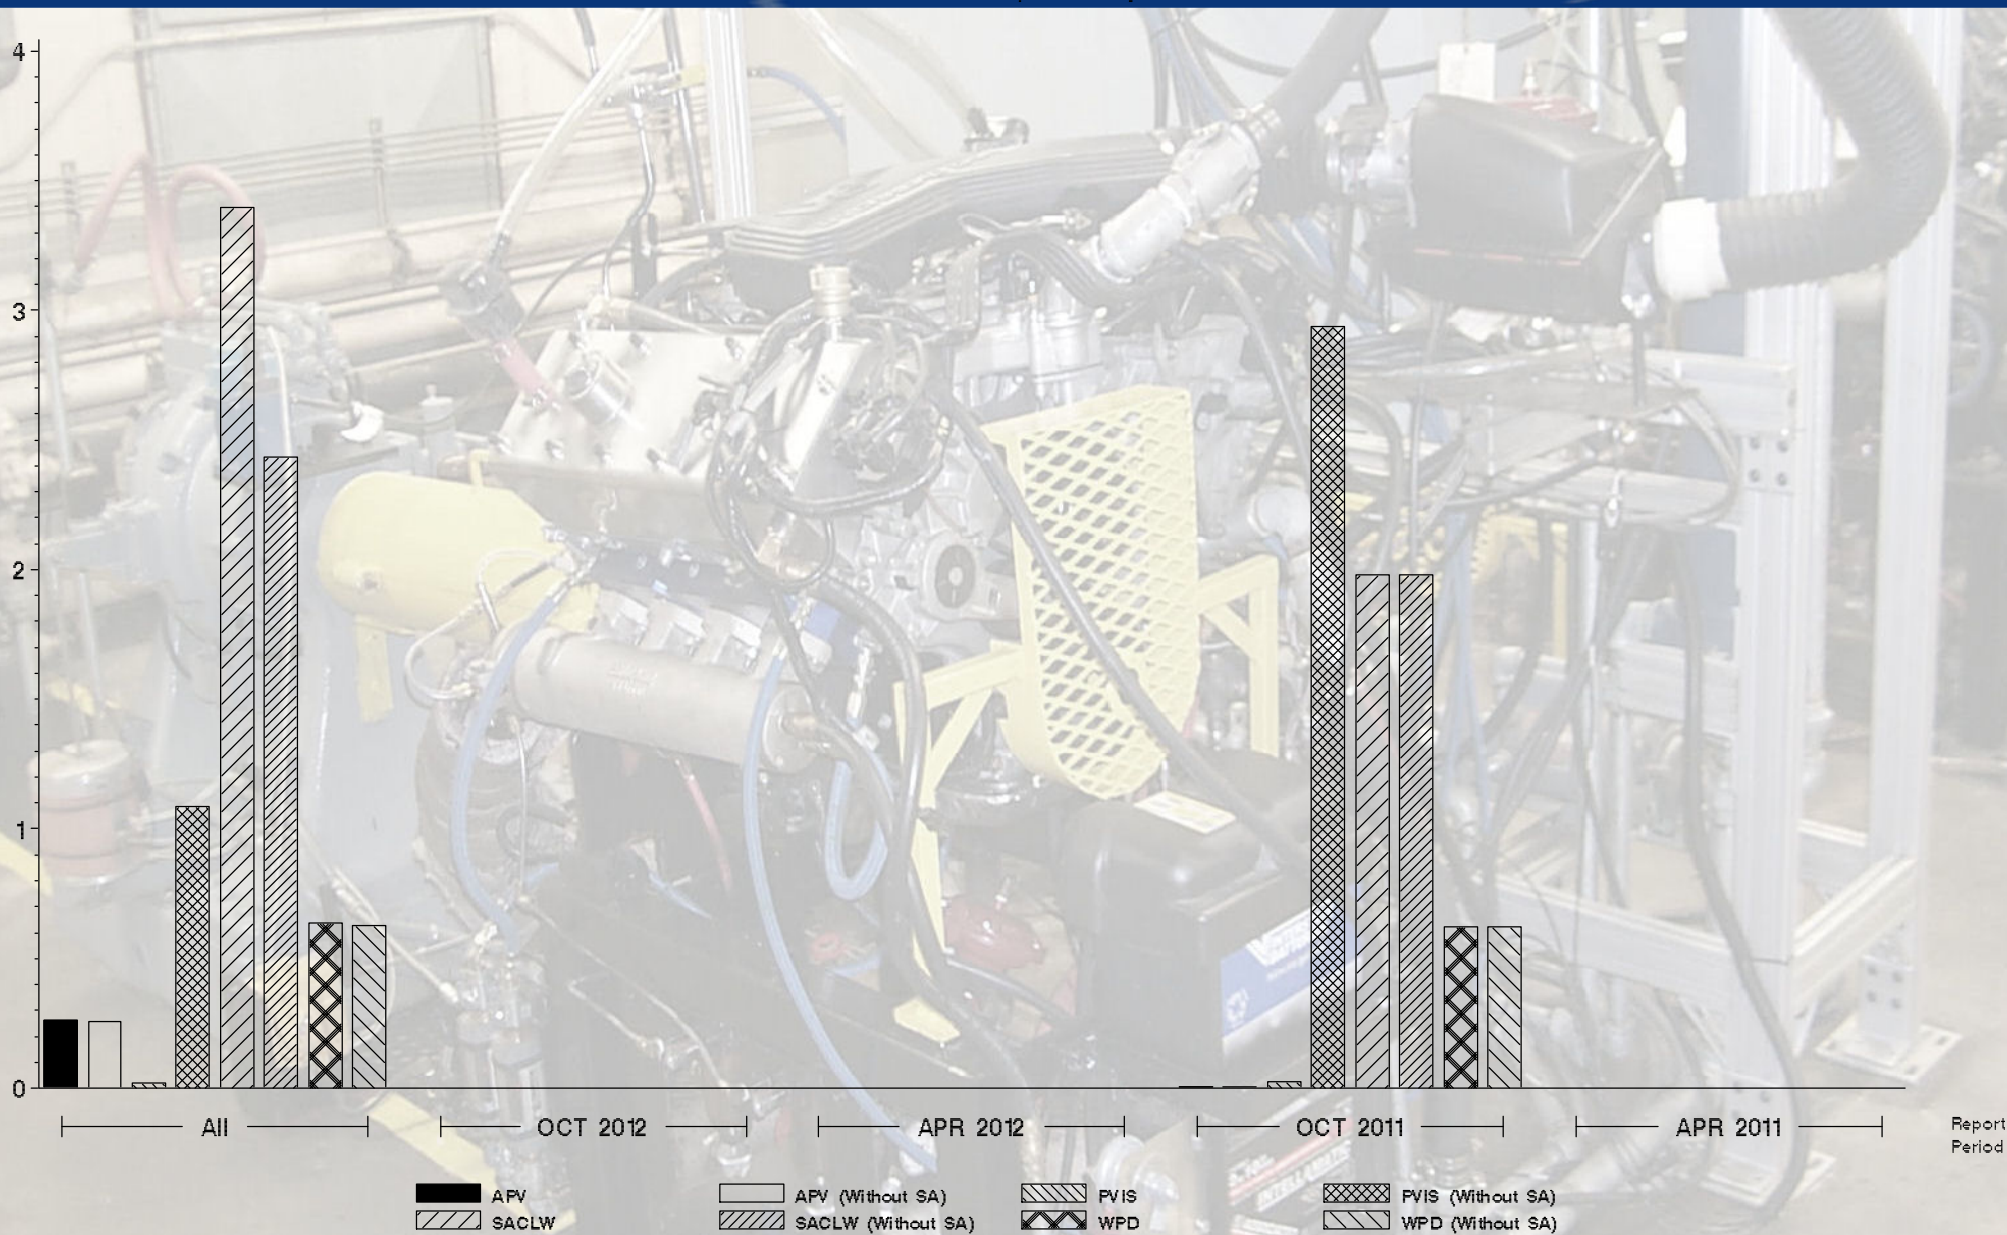 4
3
2
1
0
All
OCT 2012
APR 2012
OCT 2011
APR 2011
Report
Period
APV
APV (Without SA)
PVIS
PVIS (Without SA)
SACLW
SACLW (Without SA)
WPD
WPD (Without SA)